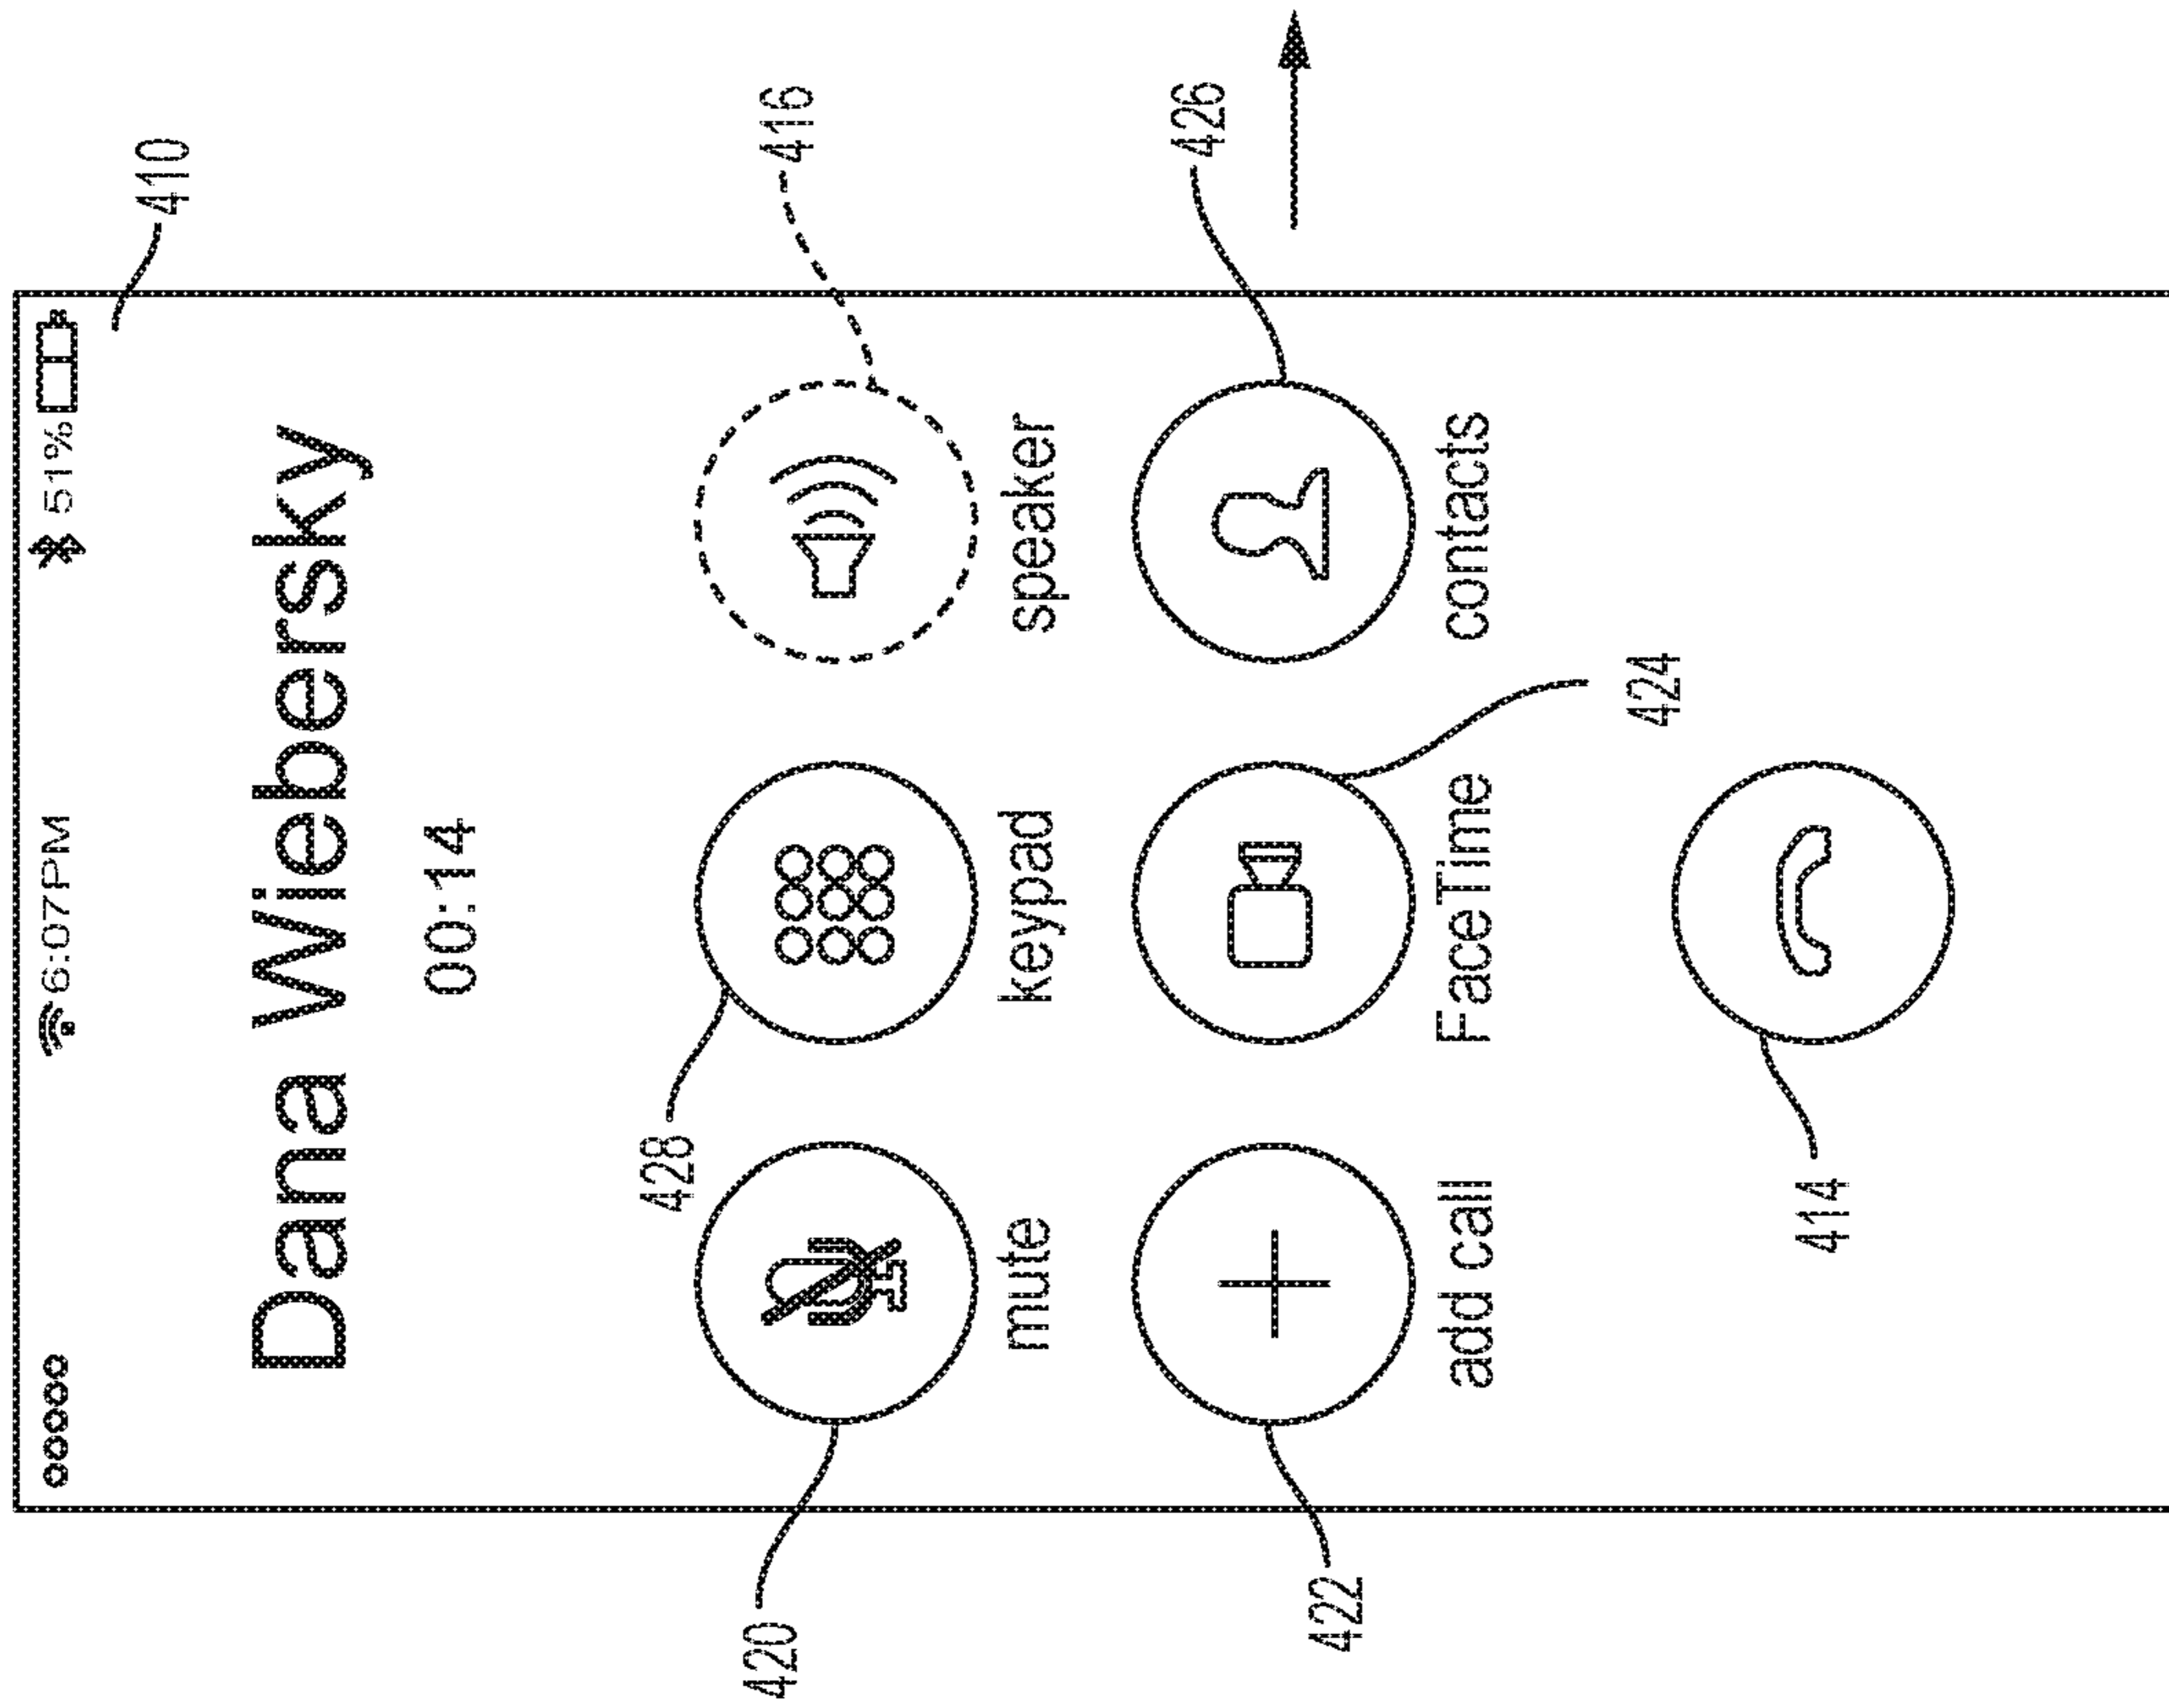 6:07PM 51%
410
Dana Wiebersky
00:14
416
428
420
mute keypad speaker
426
422
add call FaceTime contacts
424
414